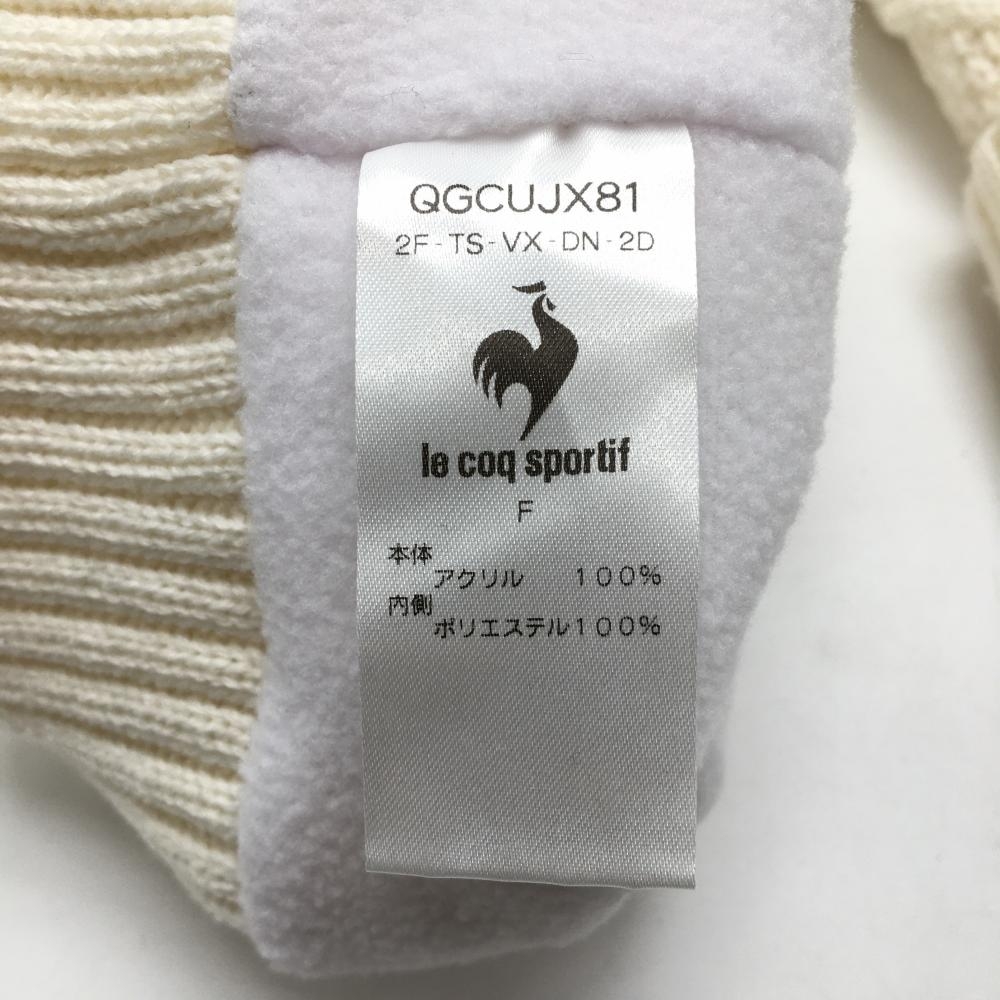 QGCUJX81
2F-TS-VX-DN-2D
le coq sportif
F
本体
アクリル 100%
内側
ポリエステル100%